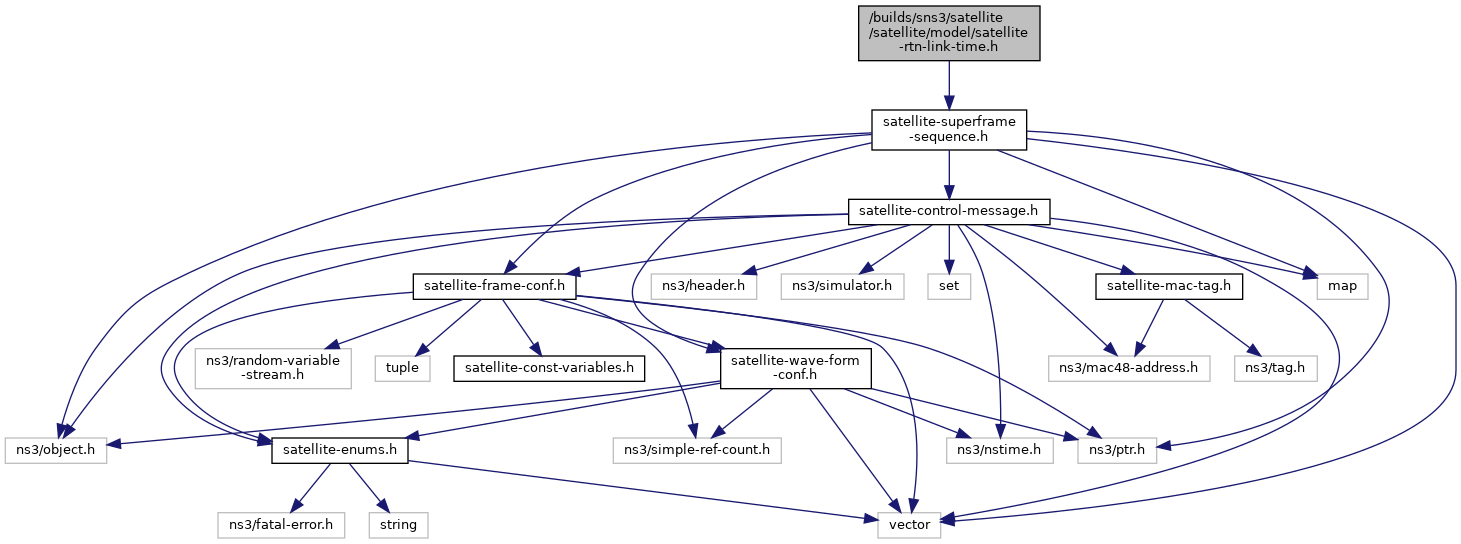 /builds/sns3/satellite
/satellite/model/satellite
-rtn-link-time.h
satellite-superframe
-sequence.h
satellite-control-message.h
satellite-frame-conf.h
ns3/header.h
ns3/simulator.h
set
satellite-mac-tag.h
map
ns3/random-variable
-stream.h
tuple
satellite-const-variables.h
satellite-wave-form
-conf.h
ns3/mac48-address.h
ns3/tag.h
ns3/object.h
satellite-enums.h
ns3/simple-ref-count.h
ns3/nstime.h
ns3/ptr.h
ns3/fatal-error.h
string
vector